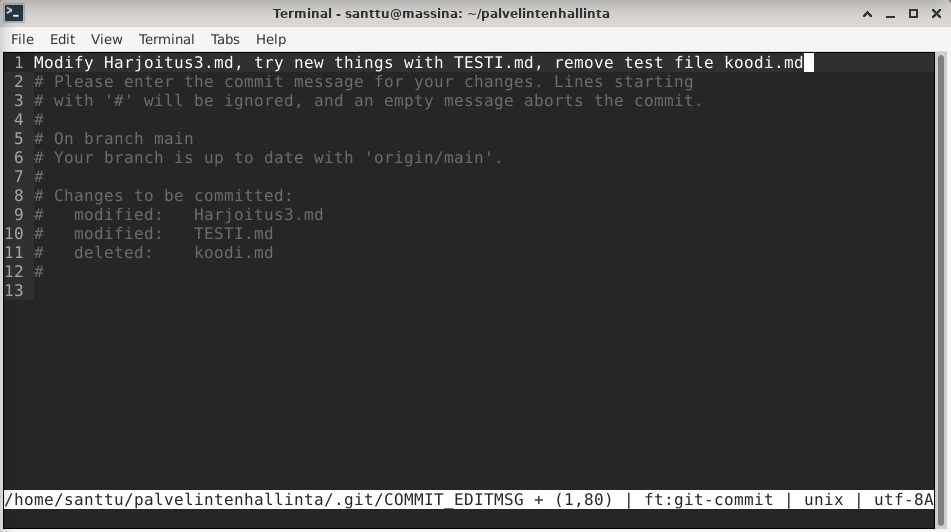 Terminal - santtu@massina: ~/palvelintenhallinta
File Edit View Terminal Tabs Help
1 Modify Harjoitus3.md, try new things with TESTI.md, remove test file koodi.md
2 # Please enter the commit message for your changes. Lines starting
3 # with '#' will be ignored, and an empty message aborts the commit.
4 #
5 # On branch main
6 # Your branch is up to date with 'origin/main'.
7 #
8 # Changes to be committed:
9 #   modified:   Harjoitus3.md
10 #   modified:   TESTI.md
11 #   deleted:    koodi.md
12 #
13
/home/santtu/palvelintenhallinta/.git/COMMIT_EDITMSG + (1,80) | ft:git-commit | unix | utf-8A